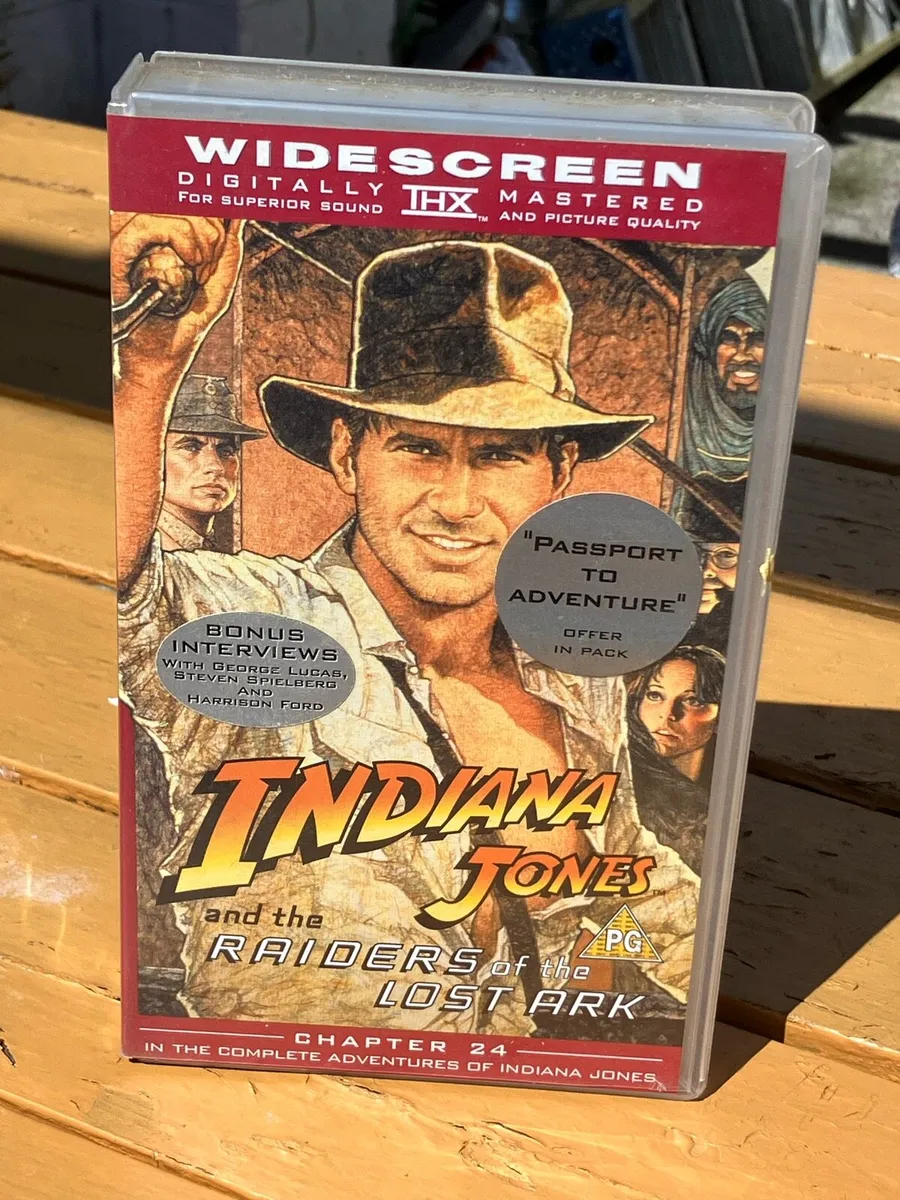 WIDESCREEN
DIGITALLY THX MASTERED
FOR SUPERIOR SOUND ™ AND PICTURE QUALITY
"PASSPORT
TO
ADVENTURE"
OFFER
IN PACK
BONUS
INTERVIEWS
WITH GEORGE LUCAS,
STEVEN SPIELBERG
AND
HARRISON FORD
INDIANA
JONES™
and the
RAIDERS of the
LOST ARK
PG
CHAPTER 24
IN THE COMPLETE ADVENTURES OF INDIANA JONES